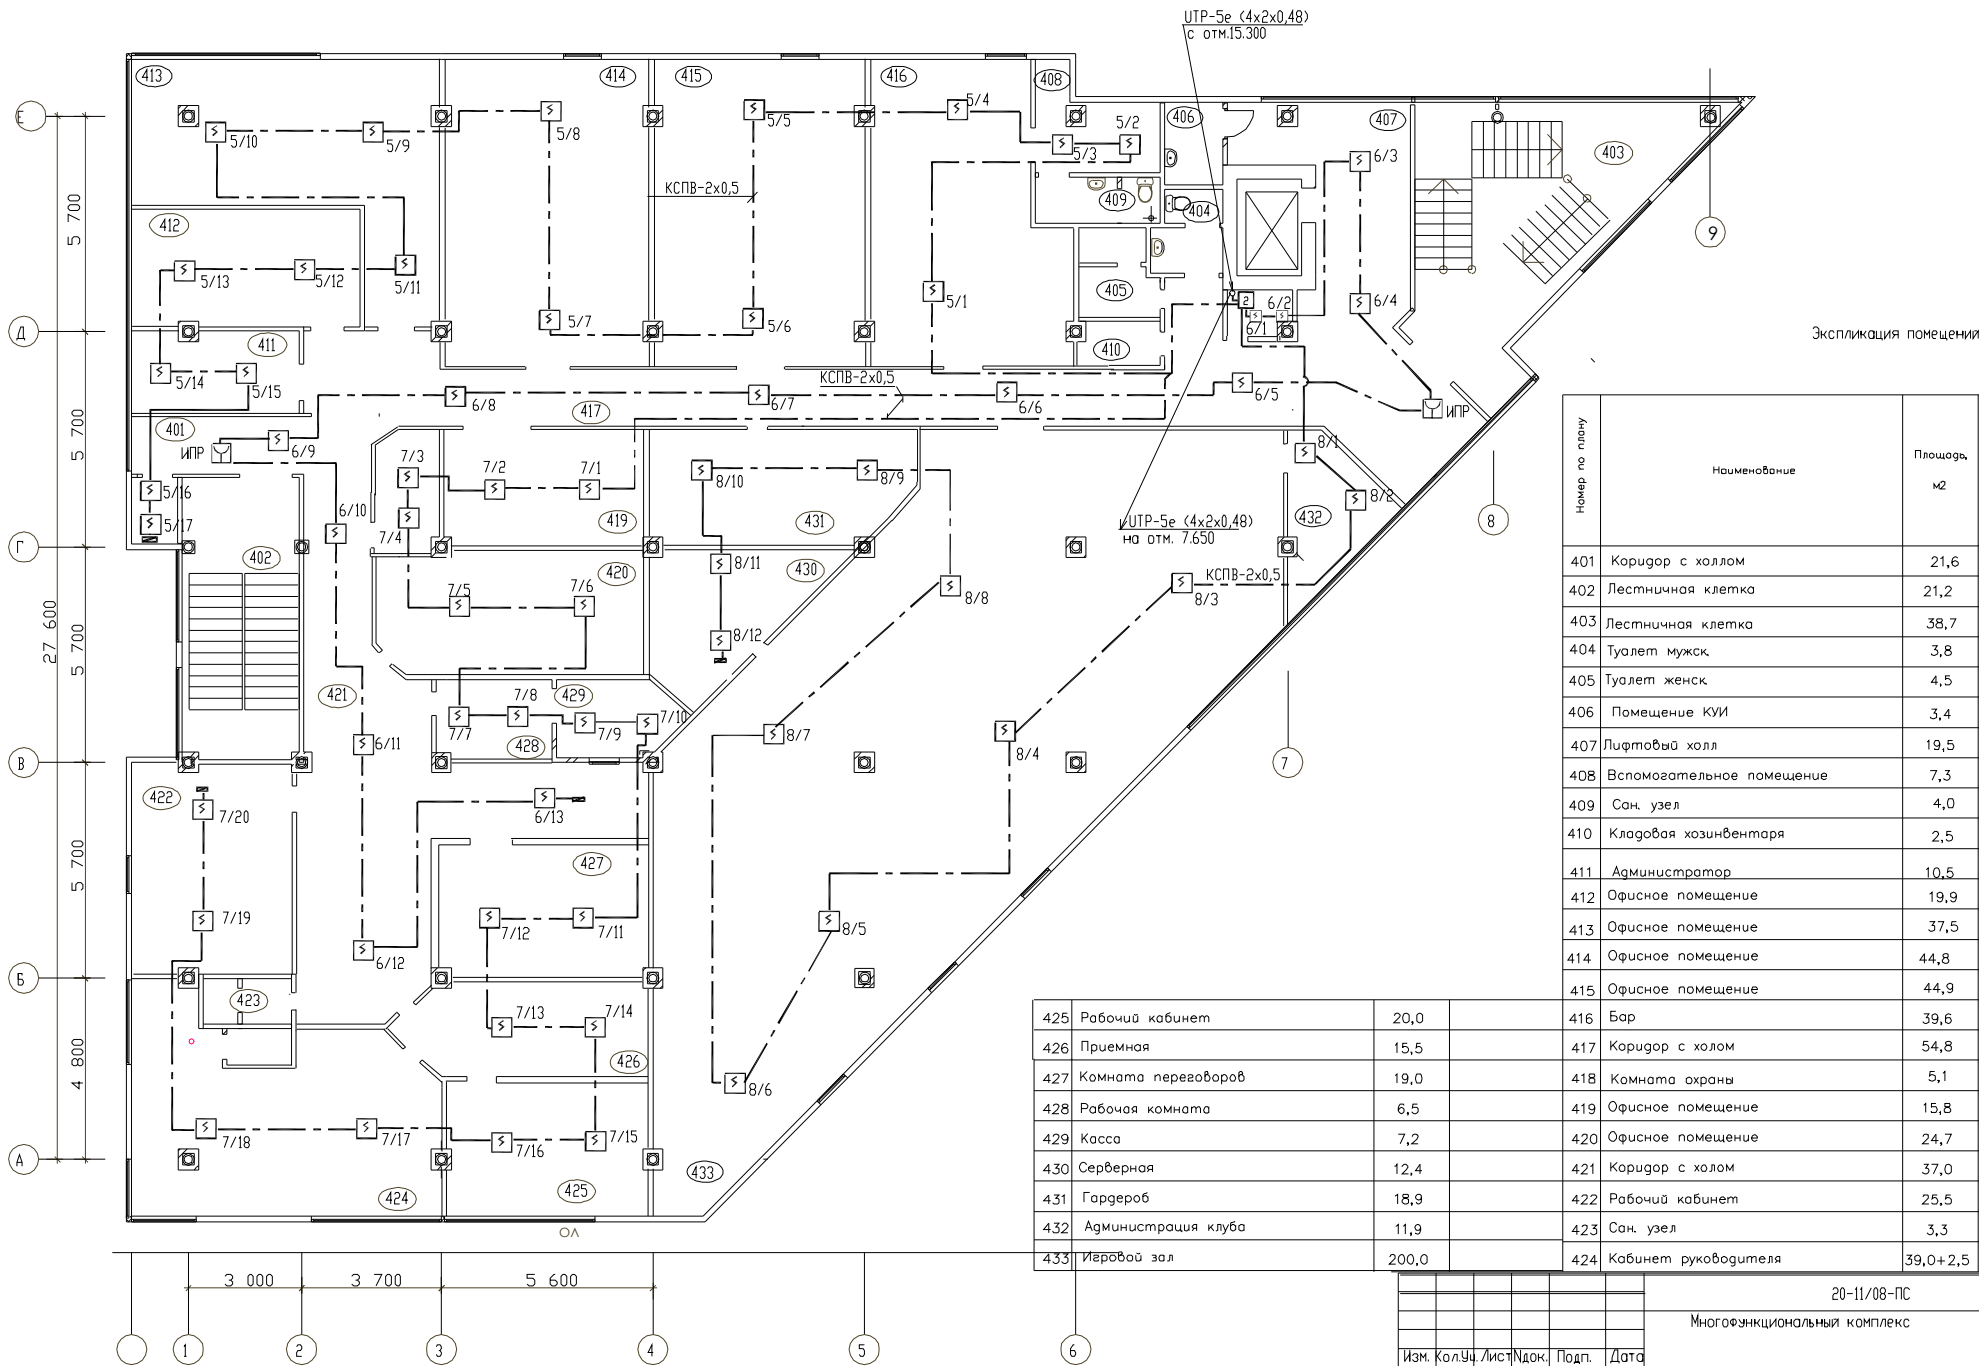 UTP-5е (4х2х0,48)
с отм.15.300
413
414
415
416
408
406
407
403
Е
5/10
5/9
5/8
5/5
5/4
5/2
5/3
6/3
КСПВ-2х0,5
412
409
404
9
5 700
5/13
5/12
5/11
5/1
405
2
6/2
6/1
6/4
5/7
5/6
Д
411
410
Экспликация помещений
5/14
5/15
КСПВ-2х0,5
6/8
6/7
6/6
6/5
ИПР
417
401
ИПР
6/9
5 700
7/3
7/2
7/1
8/10
8/9
8/1
5/16
5/17
6/10
7/4
419
431
8/2
432
8
UTP-5е (4х2х0,48)
на отм. 7.650
Г
402
420
430
8/11
КСПВ-2х0,5
7/5
7/6
8/8
8/3
27 600
5 700
8/12
421
429
7/8
7/7
7/9
7/10
428
8/7
8/4
6/11
В
7
422
7/20
6/13
427
5 700
7/19
7/12
7/11
8/5
6/12
Б
423
7/13
7/14
426
4 800
8/6
7/18
7/17
7/16
7/15
А
433
424
425
ОЛ
3 000
3 700
5 600
1
2
3
4
5
6
Номер по плану
Наименование
Площадь,
м2
401 Коридор с холлом 21,6
402 Лестничная клетка 21,2
403 Лестничная клетка 38,7
404 Туалет мужск. 3,8
405 Туалет женск. 4,5
406 Помещение КУИ 3,4
407 Лифтовый холл 19,5
408 Вспомогательное помещение 7,3
409 Сан. узел 4,0
410 Кладовая хозинвентаря 2,5
411 Администратор 10,5
412 Офисное помещение 19,9
413 Офисное помещение 37,5
414 Офисное помещение 44,8
415 Офисное помещение 44,9
416 Бар 39,6
417 Коридор с холом 54,8
418 Комната охраны 5,1
419 Офисное помещение 15,8
420 Офисное помещение 24,7
421 Коридор с холом 37,0
422 Рабочий кабинет 25,5
423 Сан. узел 3,3
424 Кабинет руководителя 39,0+2,5
425 Рабочий кабинет 20,0
426 Приемная 15,5
427 Комната переговоров 19,0
428 Рабочая комната 6,5
429 Касса 7,2
430 Серверная 12,4
431 Гардероб 18,9
432 Администрация клуба 11,9
433 Игровой зал 200,0
20-11/08-ПС
Многофункциональный комплекс
Изм. Кол.Уч. Лист Nдок. Подп. Дата